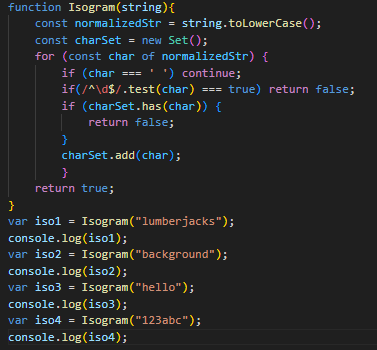 function Isogram(string){
    const normalizedStr = string.toLowerCase();
    const charSet = new Set();
    for (const char of normalizedStr) {
        if (char === ' ') continue;
        if(/^\d$/.test(char) === true) return false;
        if (charSet.has(char)) {
            return false;
        }
        charSet.add(char);
        }
    return true;
}
var iso1 = Isogram("lumberjacks");
console.log(iso1);
var iso2 = Isogram("background");
console.log(iso2);
var iso3 = Isogram("hello");
console.log(iso3);
var iso4 = Isogram("123abc");
console.log(iso4);